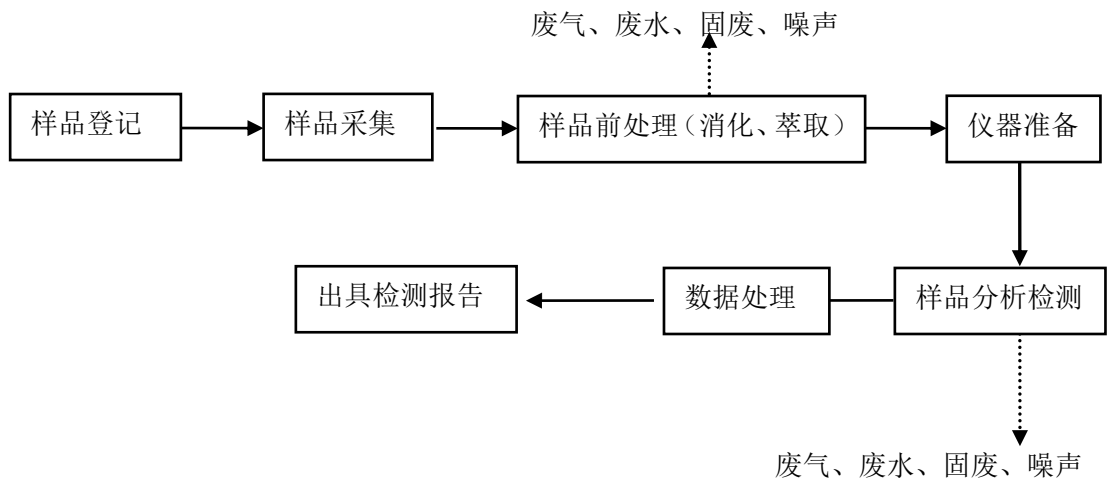 废气、废水、固废、噪声
样品登记
样品采集
样品前处理（消化、萃取）
仪器准备
出具检测报告
数据处理
样品分析检测
废气、废水、固废、噪声